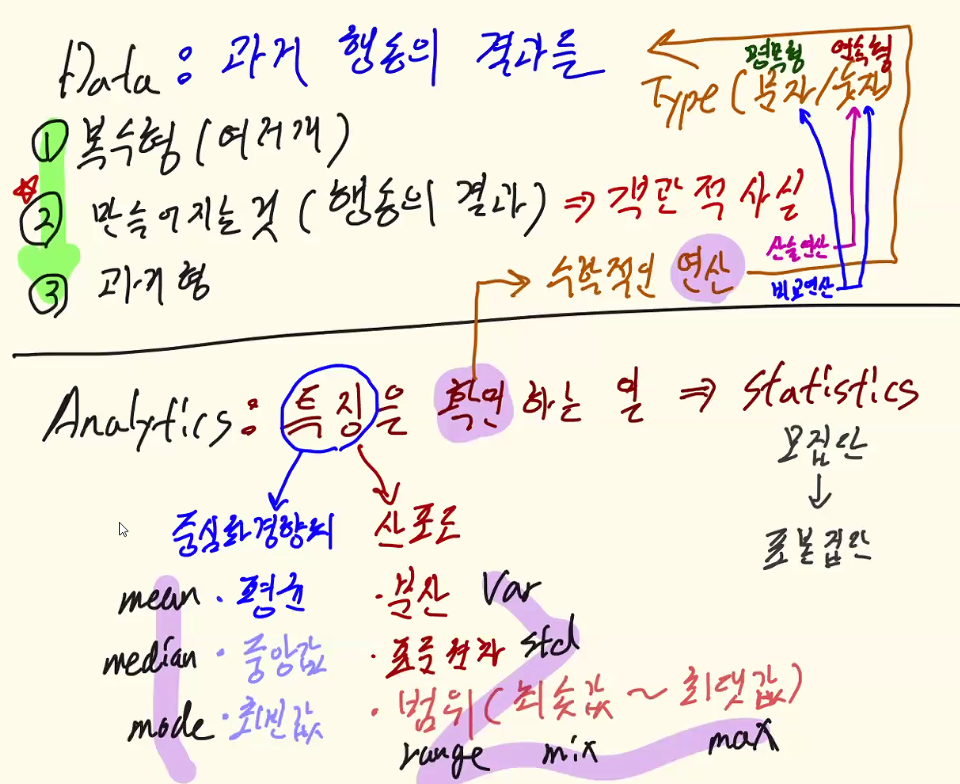 Data : 과거 행동의 결과들
명목형 연속형
Type (문자/숫자)
① 복수형 (여러개)
② 만들어지는 것 (행동의 결과) ⇒ 객관적 사실
③ 과거형
수학적인 연산
산술연산
비교연산
Analytics : 특징을 확인하는 일 ⇒ statistics
모집단
↓
표본집단
중심화경향치
산포도
mean · 평균
· 분산 Var
median · 중앙값
· 표준편차 std
mode · 최빈값
· 범위 (최솟값 ~ 최댓값)
range mix max